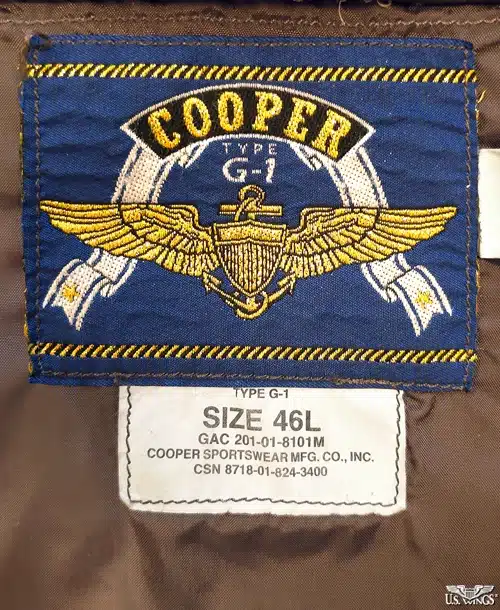 COOPER
TYPE
G-1
TYPE G-1
SIZE 46L
GAC 201-01-8101M
COOPER SPORTSWEAR MFG. CO., INC.
CSN 8718-01-824-3400
U.S. WINGS